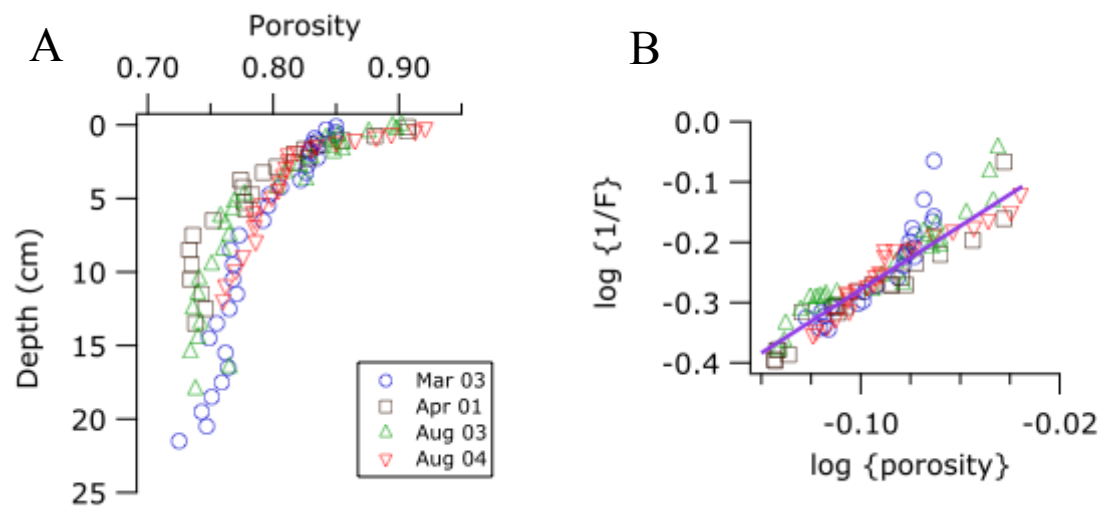 A
Porosity
0.70 0.80 0.90
Depth (cm)
0
5
10
15
20
25
Mar 03
Apr 01
Aug 03
Aug 04
B
log {1/F}
0.0
-0.1
-0.2
-0.3
-0.4
-0.10 -0.02
log {porosity}